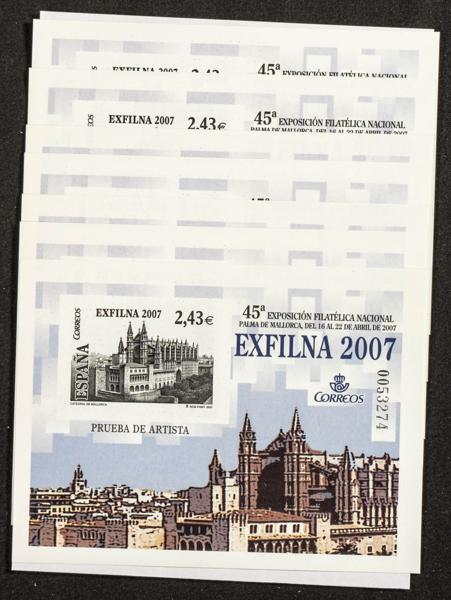 EXFILNA 2007 2,43
45ª EXPOSICIÓN FILATÉLICA NACIONAL
EXFILNA 2007 2,43€
45ª EXPOSICIÓN FILATÉLICA NACIONAL
PALMA DE MALLORCA, DEL 16 AL 22 DE ABRIL DE 2007
EXFILNA 2007 2,43€
CORREOS
ESPAÑA
CATEDRAL DE MALLORCA
PRUEBA DE ARTISTA
45ª EXPOSICIÓN FILATÉLICA NACIONAL
PALMA DE MALLORCA, DEL 16 AL 22 DE ABRIL DE 2007
EXFILNA 2007
CORREOS
0053274